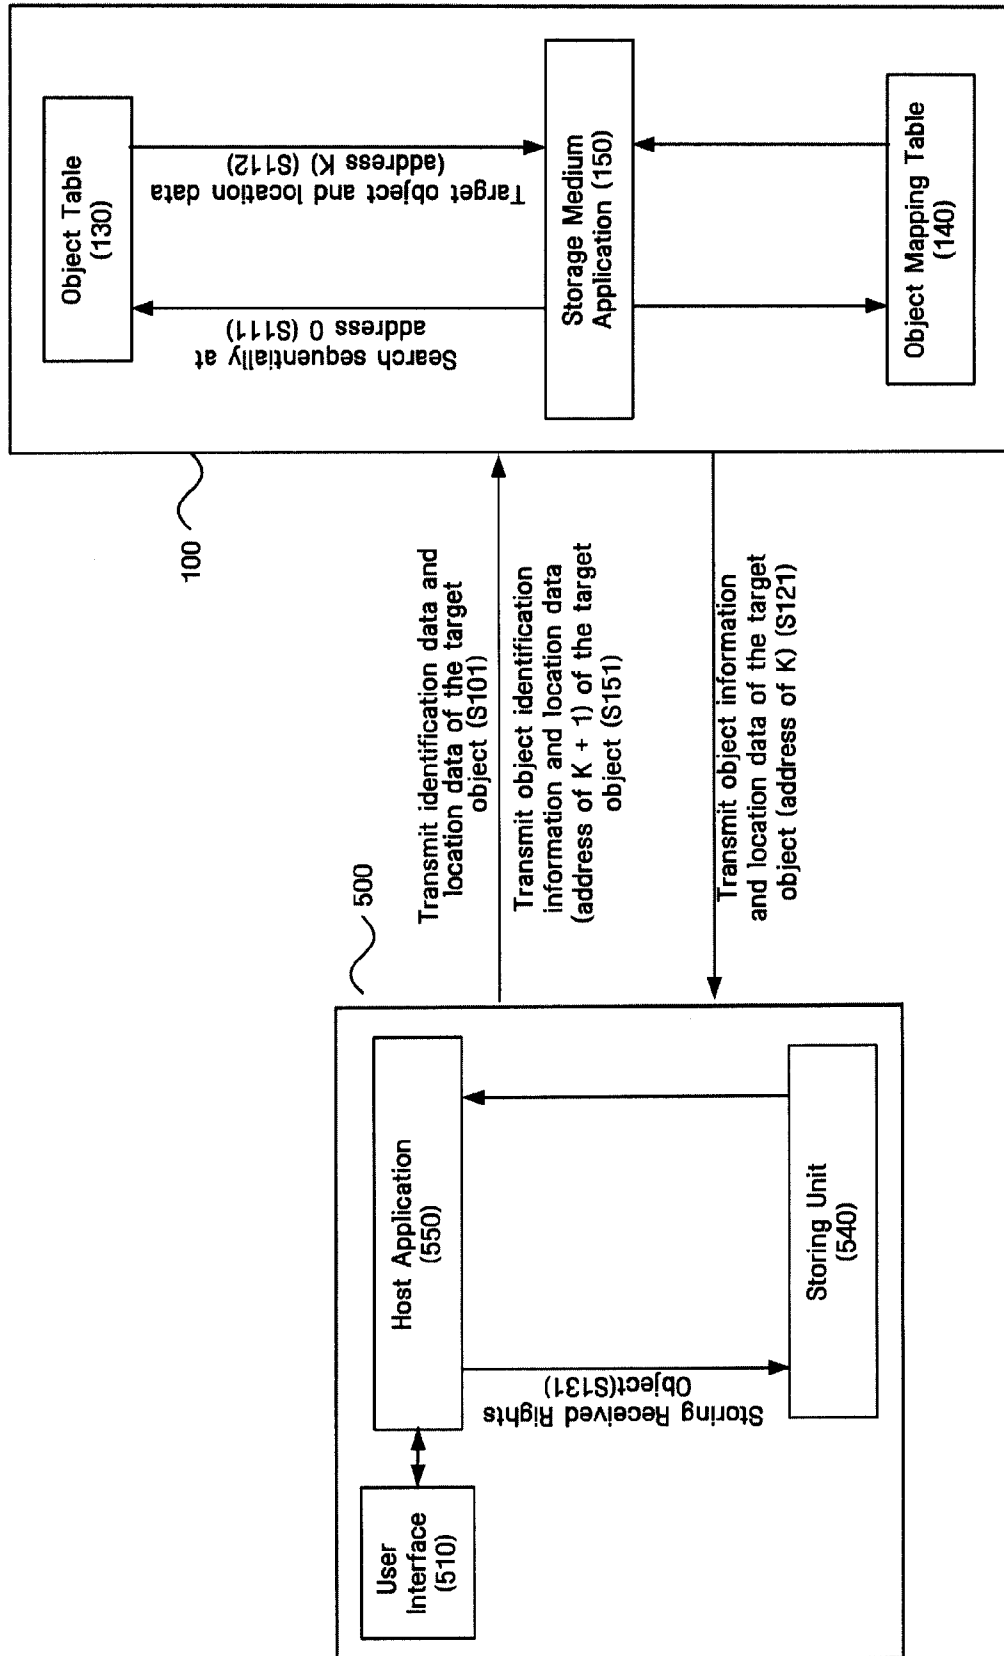 User
Interface
(510)
Host Application
(550)
Storing Received Rights
Object(S131)
Storing Unit
(540)
500
Transmit identification data and
location data of the target
object (S101)
Transmit object identification
information and location data
(address of K + 1) of the target
object (S151)
Transmit object information
and location data of the target
object (address of K) (S121)
100
Object Table
(130)
Search sequentially at
address 0 (S111)
Target object and location data
(address K) (S112)
Storage Medium
Application (150)
Object Mapping Table
(140)